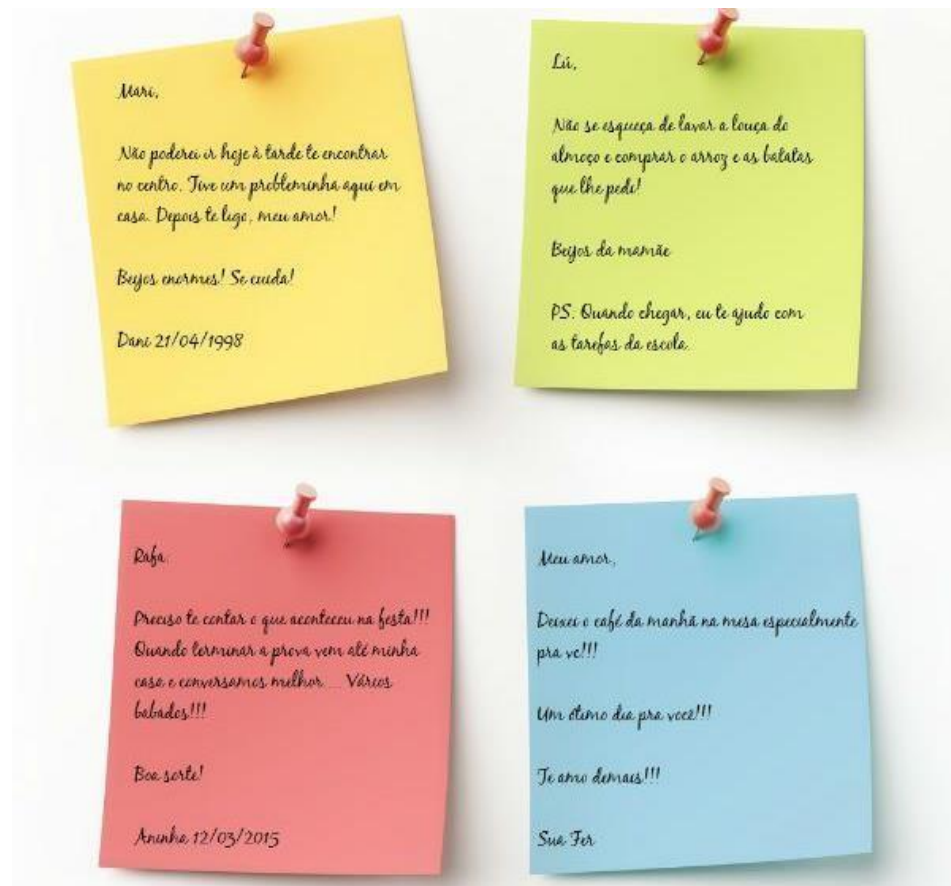 Mari,
Não poderei ir hoje à tarde te encontrar
no centro. Tive um probleminha aqui em
casa. Depois te ligo, meu amor!
Beijos enormes! Se cuida!
Dani 21/04/1998
Lú,
Não se esqueça de lavar a louça do
almoço e comprar o arroz e as batatas
que lhe pedi!
Beijos da mamãe
PS. Quando chegar, eu te ajudo com
as tarefas da escola.
Rafa.
Preciso te contar o que aconteceu na festa!!!
Quando terminar a prova vem até minha
casa e conversamos melhor.... Vários
babados!!!
Boa sorte!
Aninha 12/03/2015
Meu amor,
Deixei o café da manhã na mesa especialmente
pra vc!!!
Um ótimo dia pra você!!!
Te amo demais!!!
Sua Fer